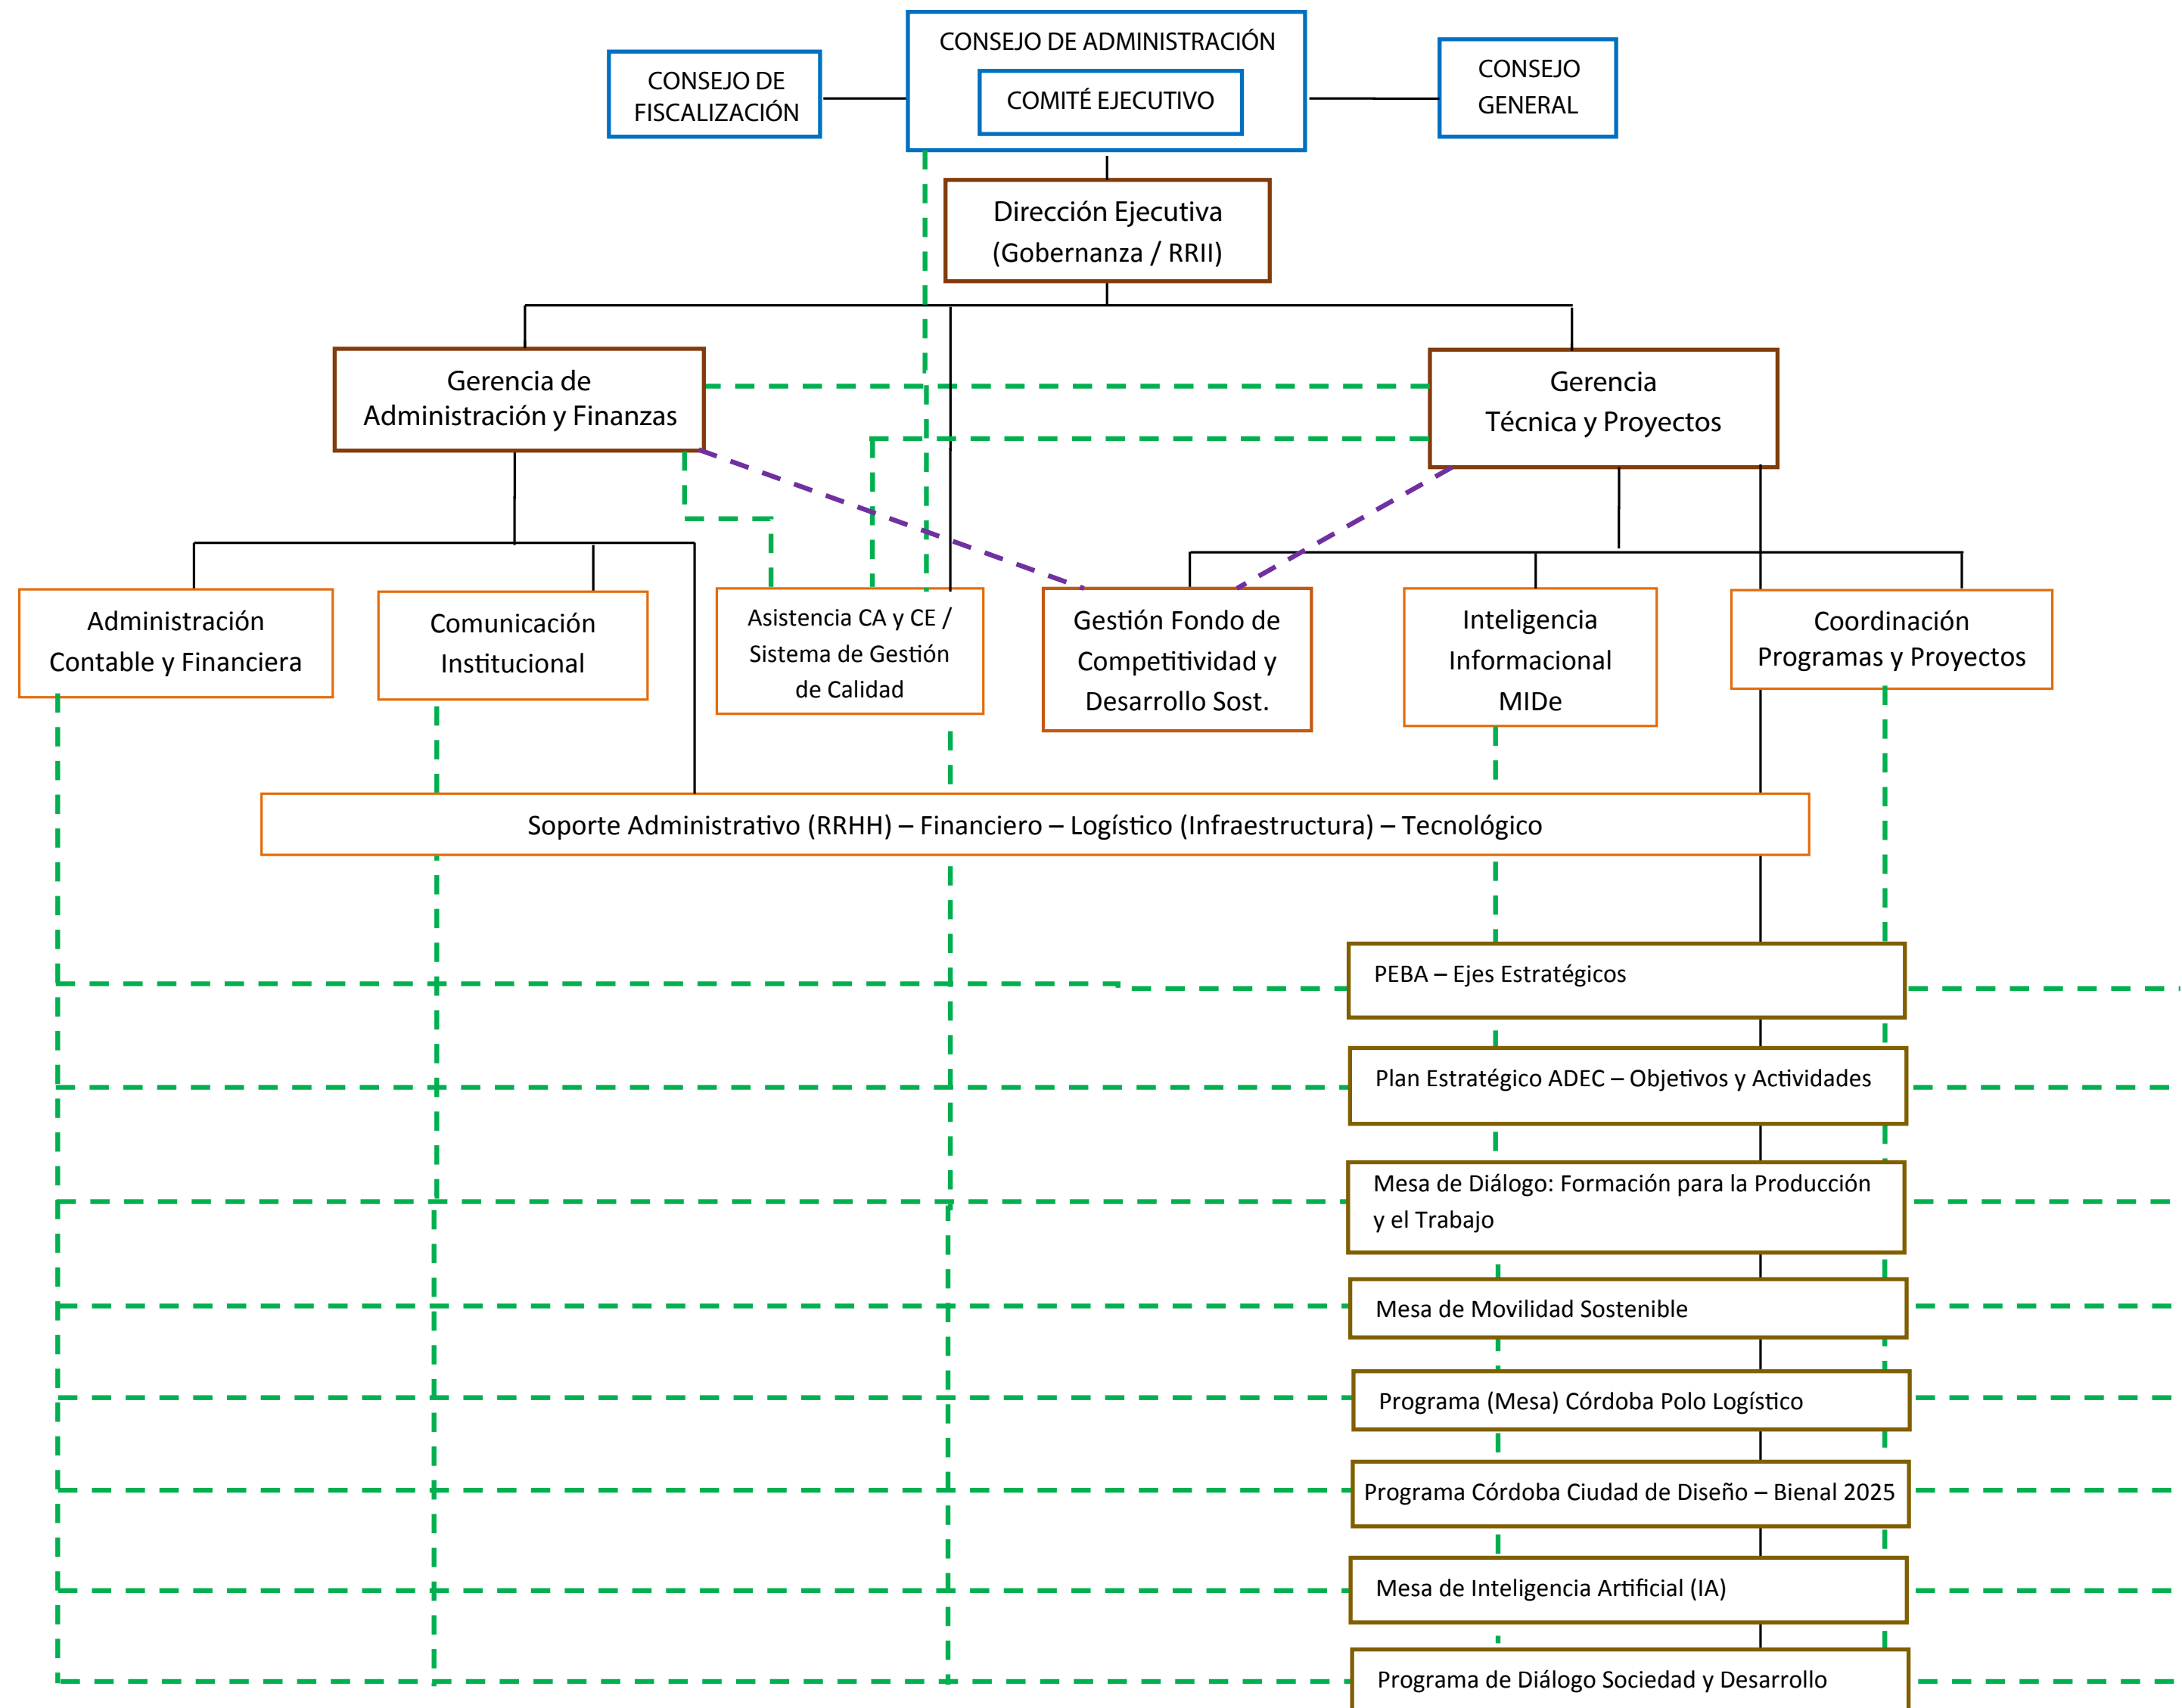 CONSEJO DE ADMINISTRACIÓN
COMITÉ EJECUTIVO
CONSEJO DE
FISCALIZACIÓN
CONSEJO
GENERAL
Dirección Ejecutiva
(Gobernanza / RRII)
Gerencia de
Administración y Finanzas
Gerencia
Técnica y Proyectos
Administración
Contable y Financiera
Comunicación
Institucional
Asistencia CA y CE /
Sistema de Gestión
de Calidad
Gestión Fondo de
Competitividad y
Desarrollo Sost.
Inteligencia
Informacional
MIDe
Coordinación
Programas y Proyectos
Soporte Administrativo (RRHH) – Financiero – Logístico (Infraestructura) – Tecnológico
PEBA – Ejes Estratégicos
Plan Estratégico ADEC – Objetivos y Actividades
Mesa de Diálogo: Formación para la Producción
y el Trabajo
Mesa de Movilidad Sostenible
Programa (Mesa) Córdoba Polo Logístico
Programa Córdoba Ciudad de Diseño – Bienal 2025
Mesa de Inteligencia Artificial (IA)
Programa de Diálogo Sociedad y Desarrollo